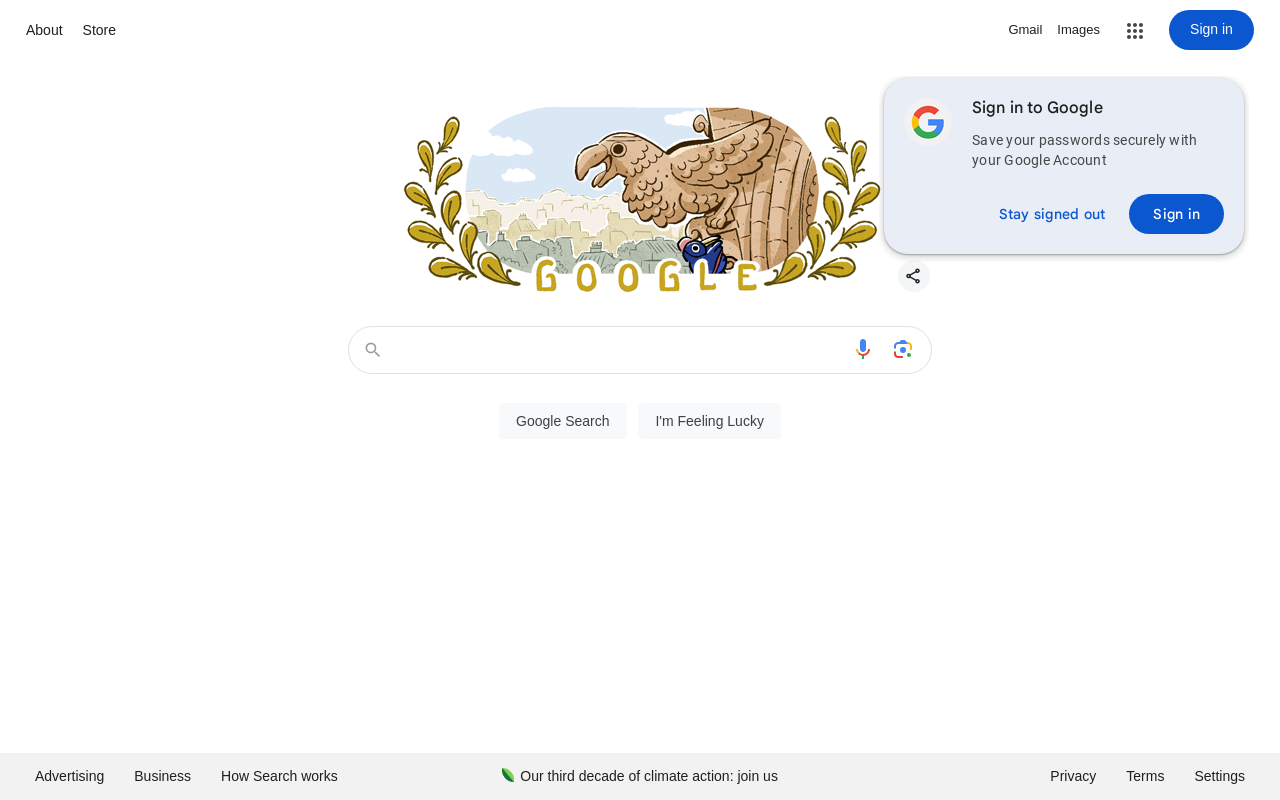 About Store
Gmail Images Sign in
Sign in to Google
Save your passwords securely with
your Google Account
Stay signed out Sign in
GOOGLE
Google Search I'm Feeling Lucky
Advertising Business How Search works Our third decade of climate action: join us Privacy Terms Settings